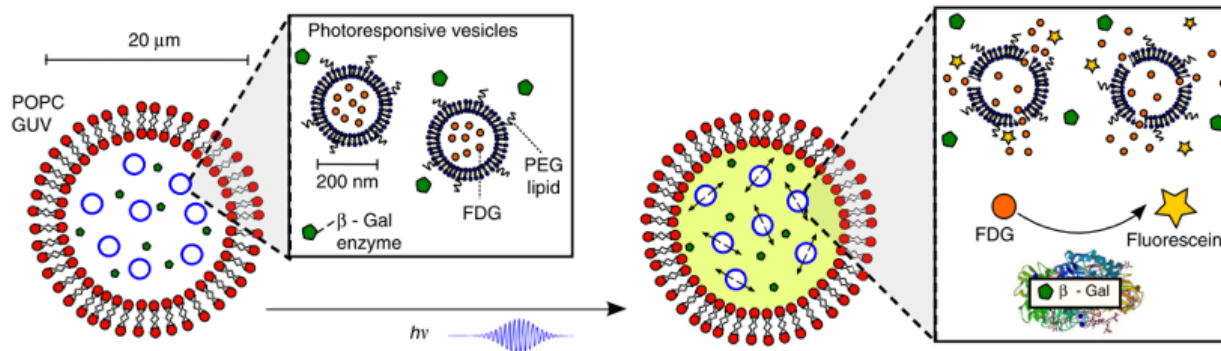 20 μm
POPC
GUV
Photoresponsive vesicles
200 nm
PEG
lipid
FDG
β - Gal
enzyme
hν
FDG
Fluorescein
β - Gal